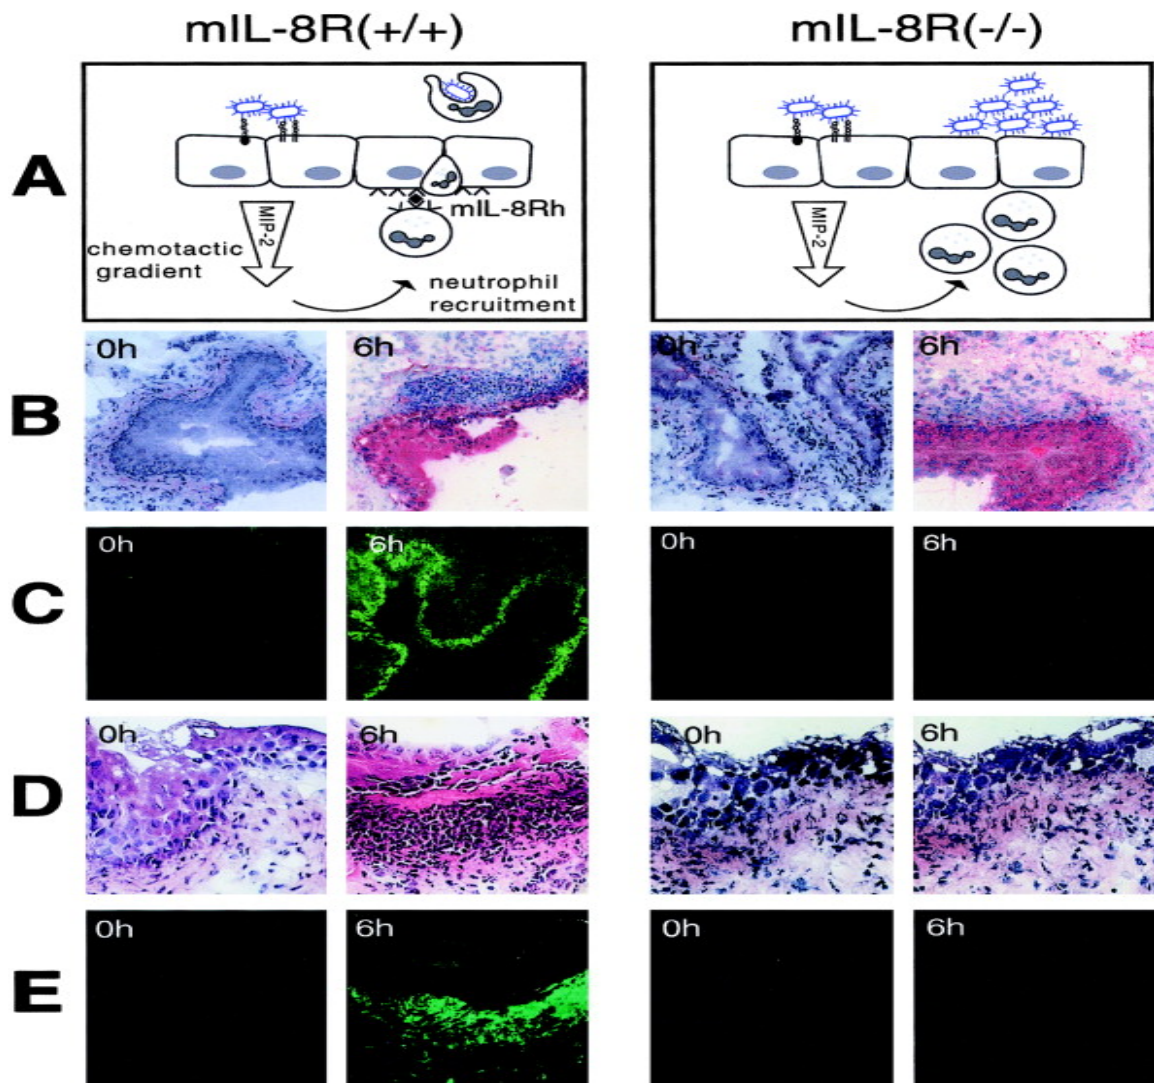 mIL-8R(+/+)
mIL-8R(-/-)
A
MIP-2
mIL-8Rh
chemotactic
gradient
neutrophil
recruitment
MIP-2
B
0h
6h
0h
6h
C
0h
6h
0h
6h
D
0h
6h
0h
6h
E
0h
6h
0h
6h